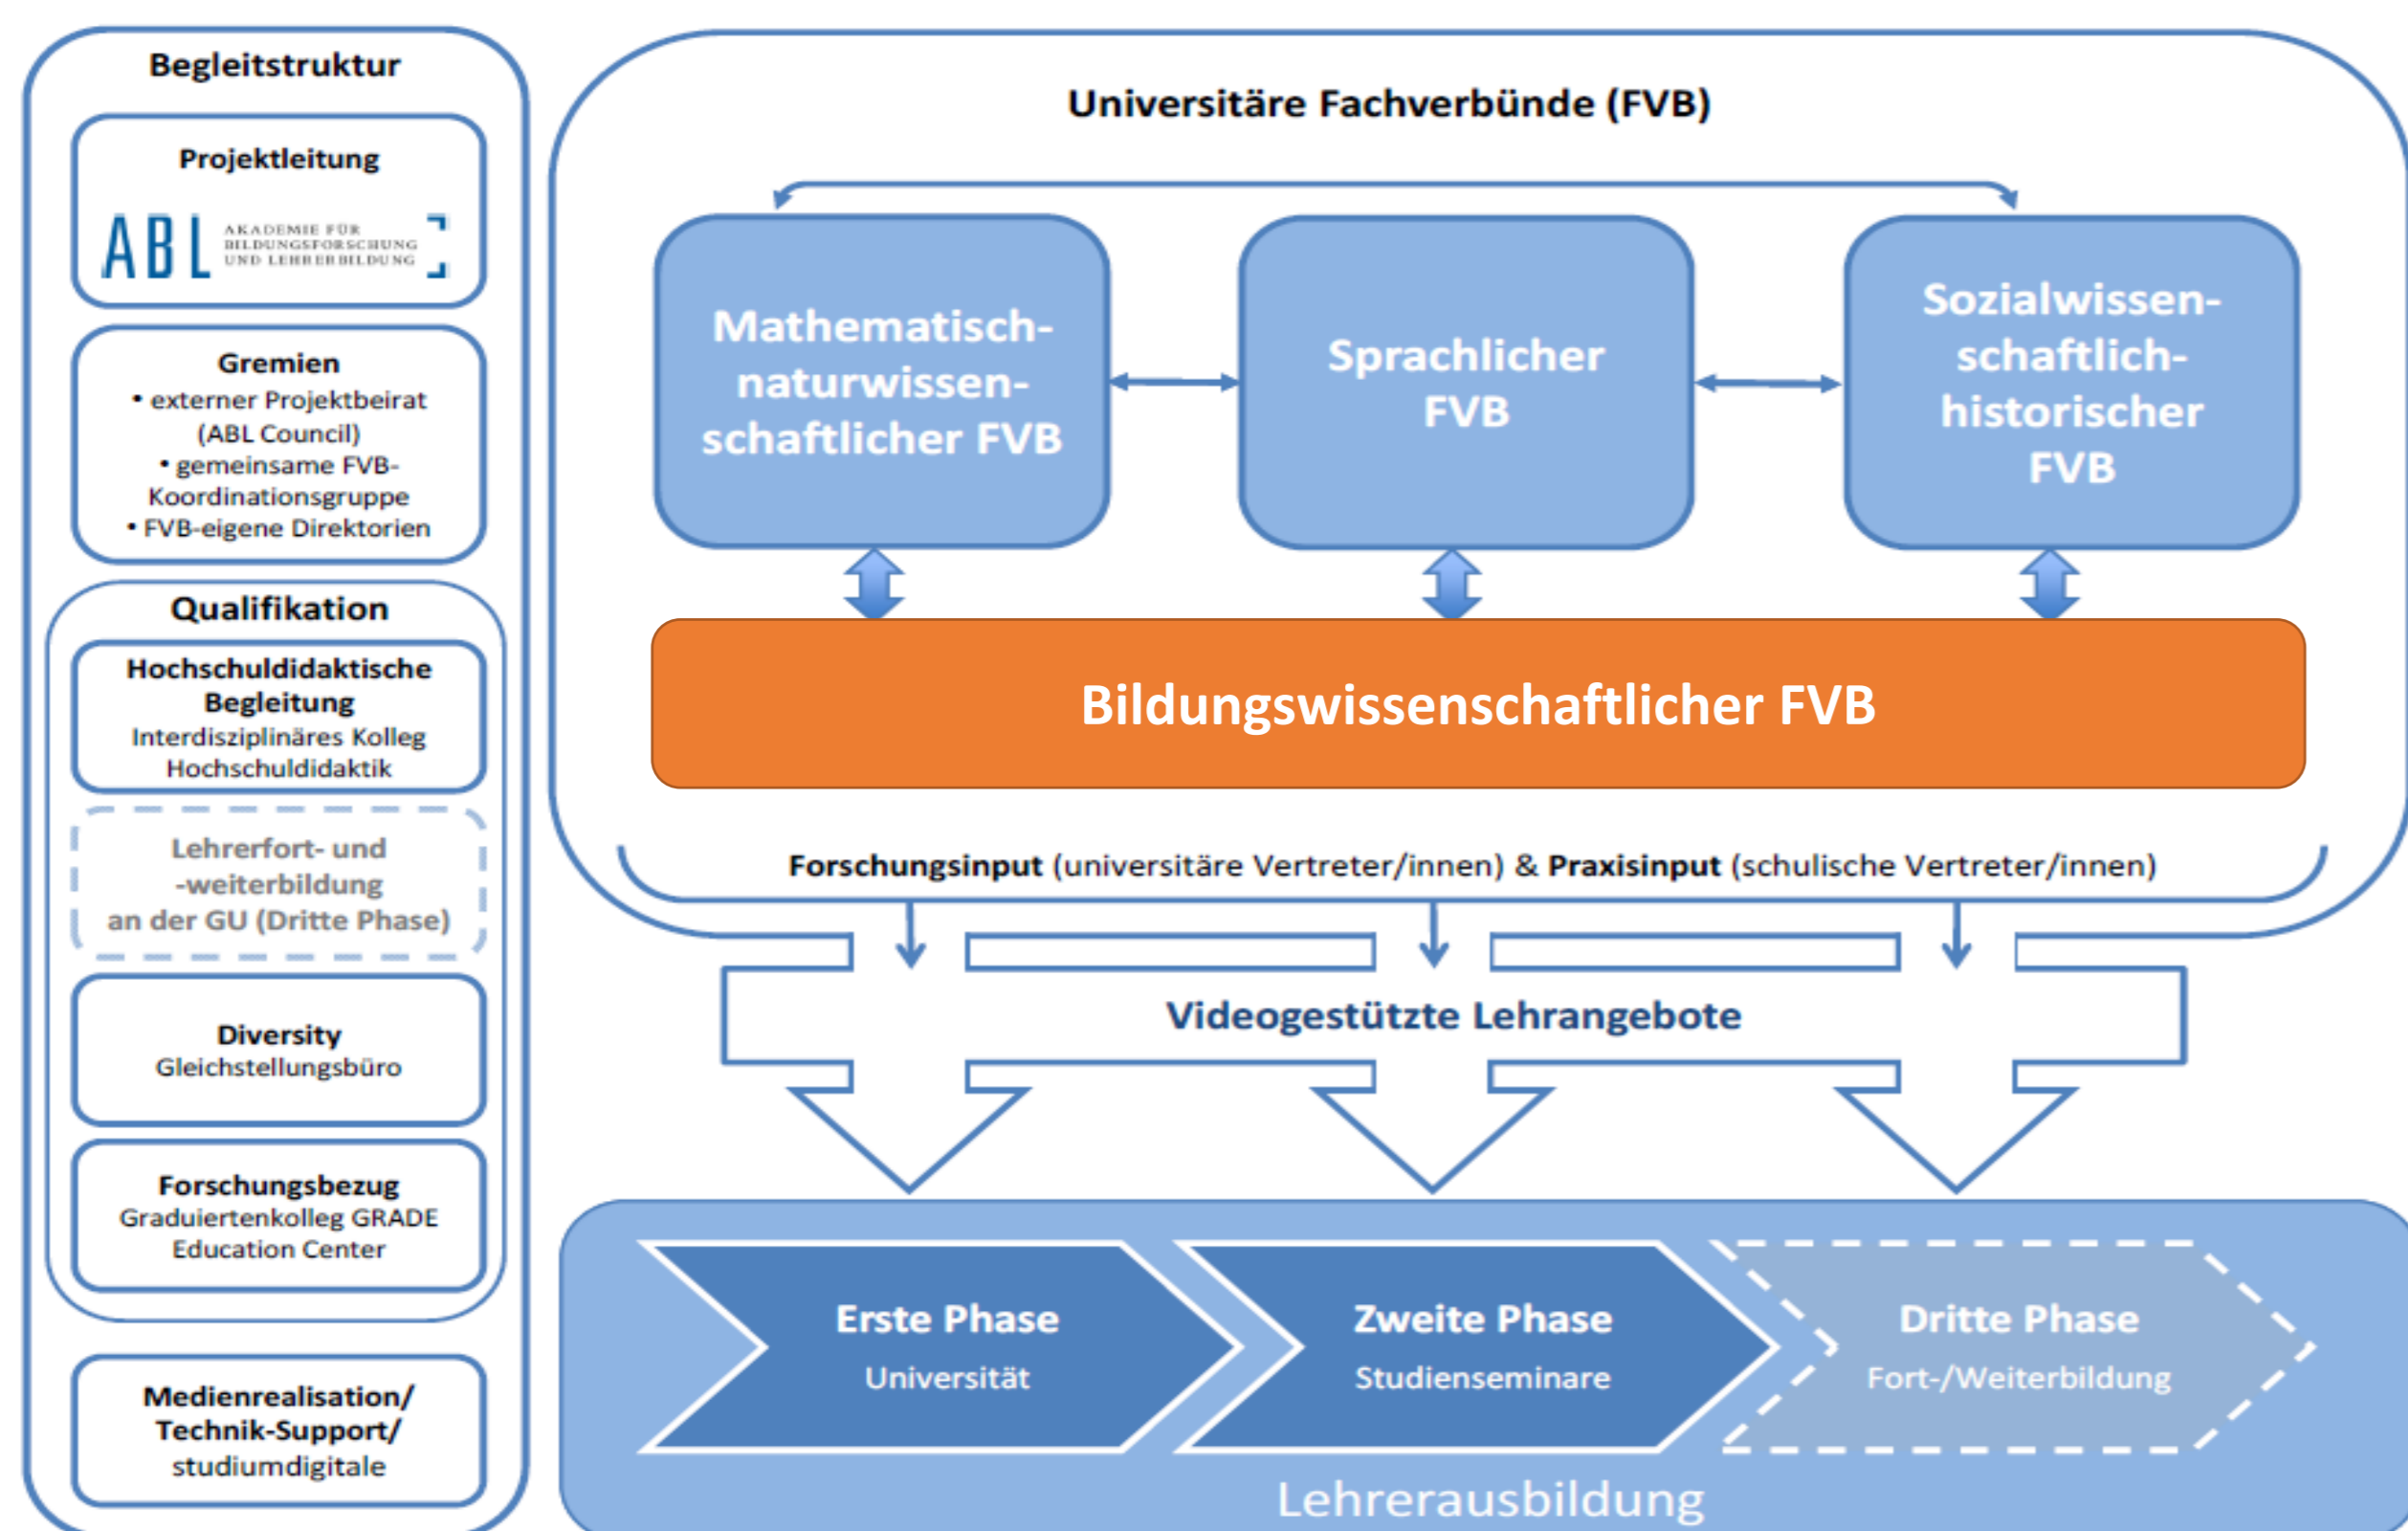 Begleitstruktur
Projektleitung
ABL
AKADEMIE FÜR
BILDUNGSFORSCHUNG
UND LEHRERBILDUNG
Gremien
• externer Projektbeirat
(ABL Council)
• gemeinsame FVB-
Koordinationsgruppe
• FVB-eigene Direktorien
Qualifikation
Hochschuldidaktische
Begleitung
Interdisziplinäres Kolleg
Hochschuldidaktik
Lehrerfort- und
-weiterbildung
an der GU (Dritte Phase)
Diversity
Gleichstellungsbüro
Forschungsbezug
Graduiertenkolleg GRADE
Education Center
Medienrealisation/
Technik-Support/
studiumdigitale
Universitäre Fachverbünde (FVB)
Mathematisch-
naturwissen-
schaftlicher FVB
Sprachlicher
FVB
Sozialwissen-
schaftlich-
historischer
FVB
Bildungswissenschaftlicher FVB
Forschungsinput (universitäre Vertreter/innen) & Praxisinput (schulische Vertreter/innen)
Videogestützte Lehrangebote
Erste Phase
Universität
Zweite Phase
Studienseminare
Dritte Phase
Fort-/Weiterbildung
Lehrerausbildung